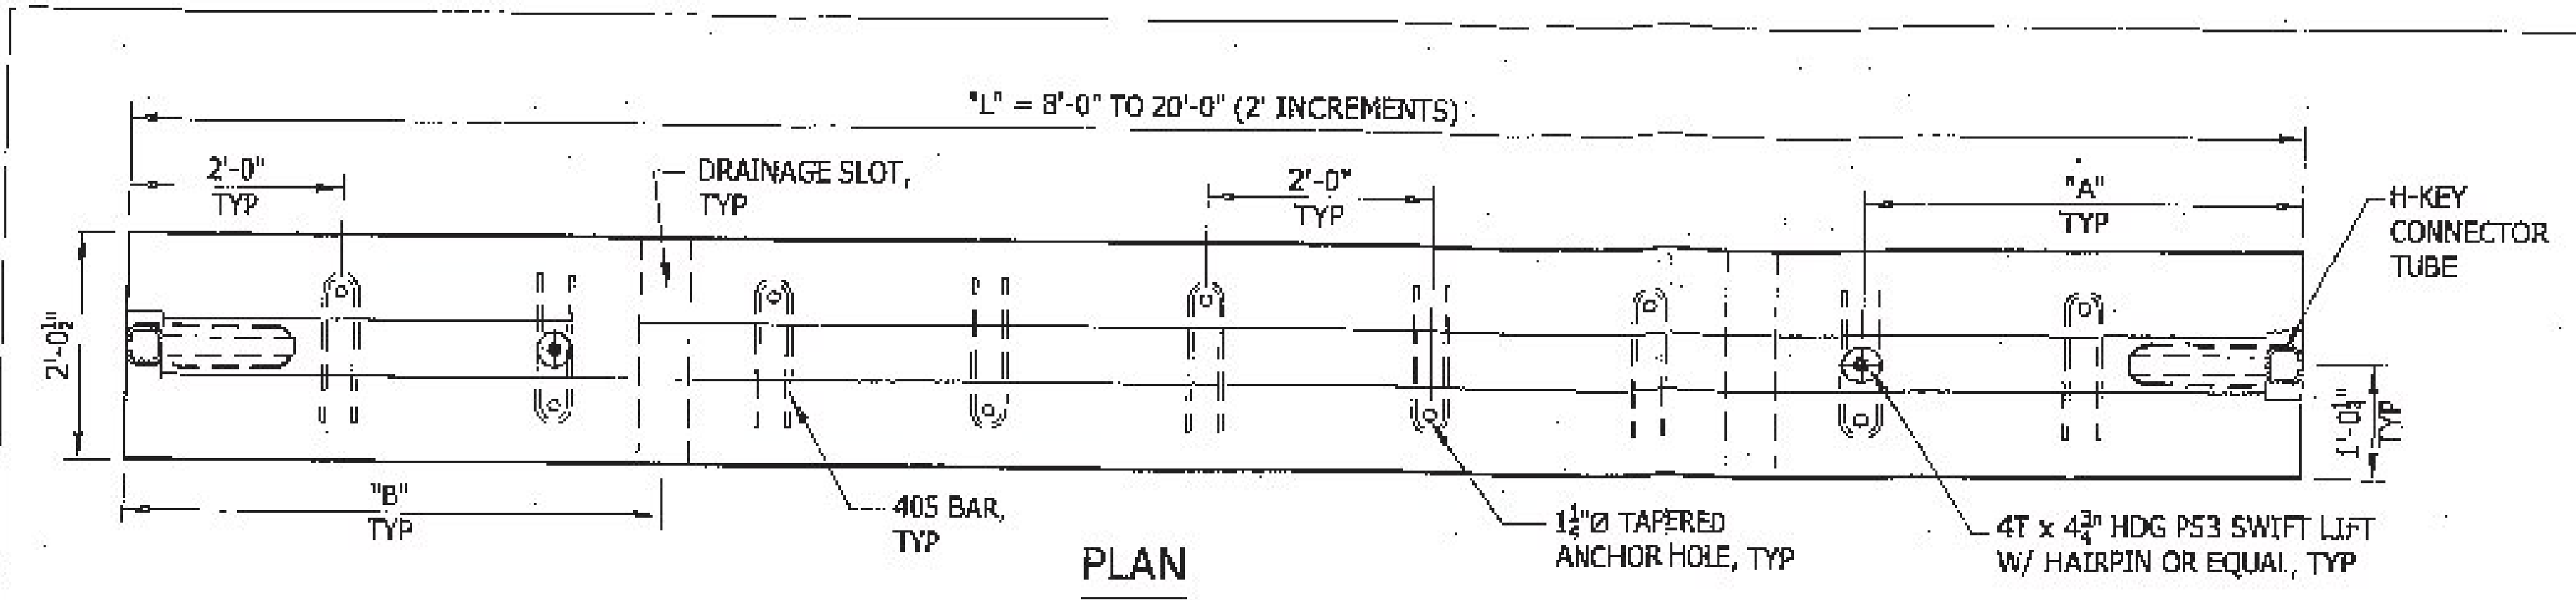 "L" = 8'-0" TO 20'-0" (2' INCREMENTS)
2'-0"
TYP
DRAINAGE SLOT,
TYP
2'-0"
TYP
"A"
TYP
H-KEY
CONNECTOR
TUBE
2'-0½"
1'-0¼"
TYP
"B"
TYP
405 BAR,
TYP
PLAN
1¼"Ø TAPERED
ANCHOR HOLE, TYP
4T x 4¾" HDG P53 SWIFT LIFT
W/ HAIRPIN OR EQUAL, TYP